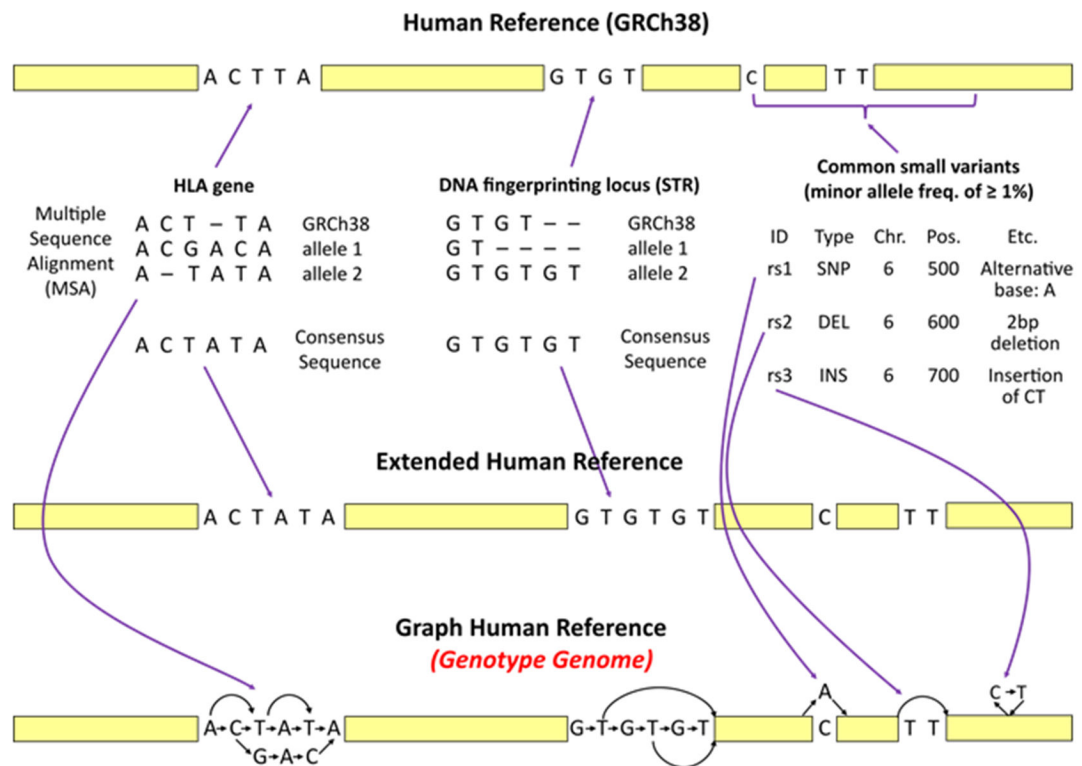 Human Reference (GRCh38)
A C T T A
G T G T
C
T T
HLA gene
Multiple
Sequence
Alignment
(MSA)
A C T – T A GRCh38
A C G A C A allele 1
A – T A T A allele 2
A C T A T A
Consensus
Sequence
DNA fingerprinting locus (STR)
G T G T – – GRCh38
G T – – – – allele 1
G T G T G T allele 2
G T G T G T
Consensus
Sequence
Common small variants
(minor allele freq. of ≥ 1%)
ID Type Chr. Pos. Etc.
rs1 SNP 6 500 Alternative
base: A
rs2 DEL 6 600 2bp
deletion
rs3 INS 6 700 Insertion
of CT
Extended Human Reference
A C T A T A
G T G T G T
C
T T
Graph Human Reference
(Genotype Genome)
A C T A T A
G A C
G T G T G T
A
C
T T
C T